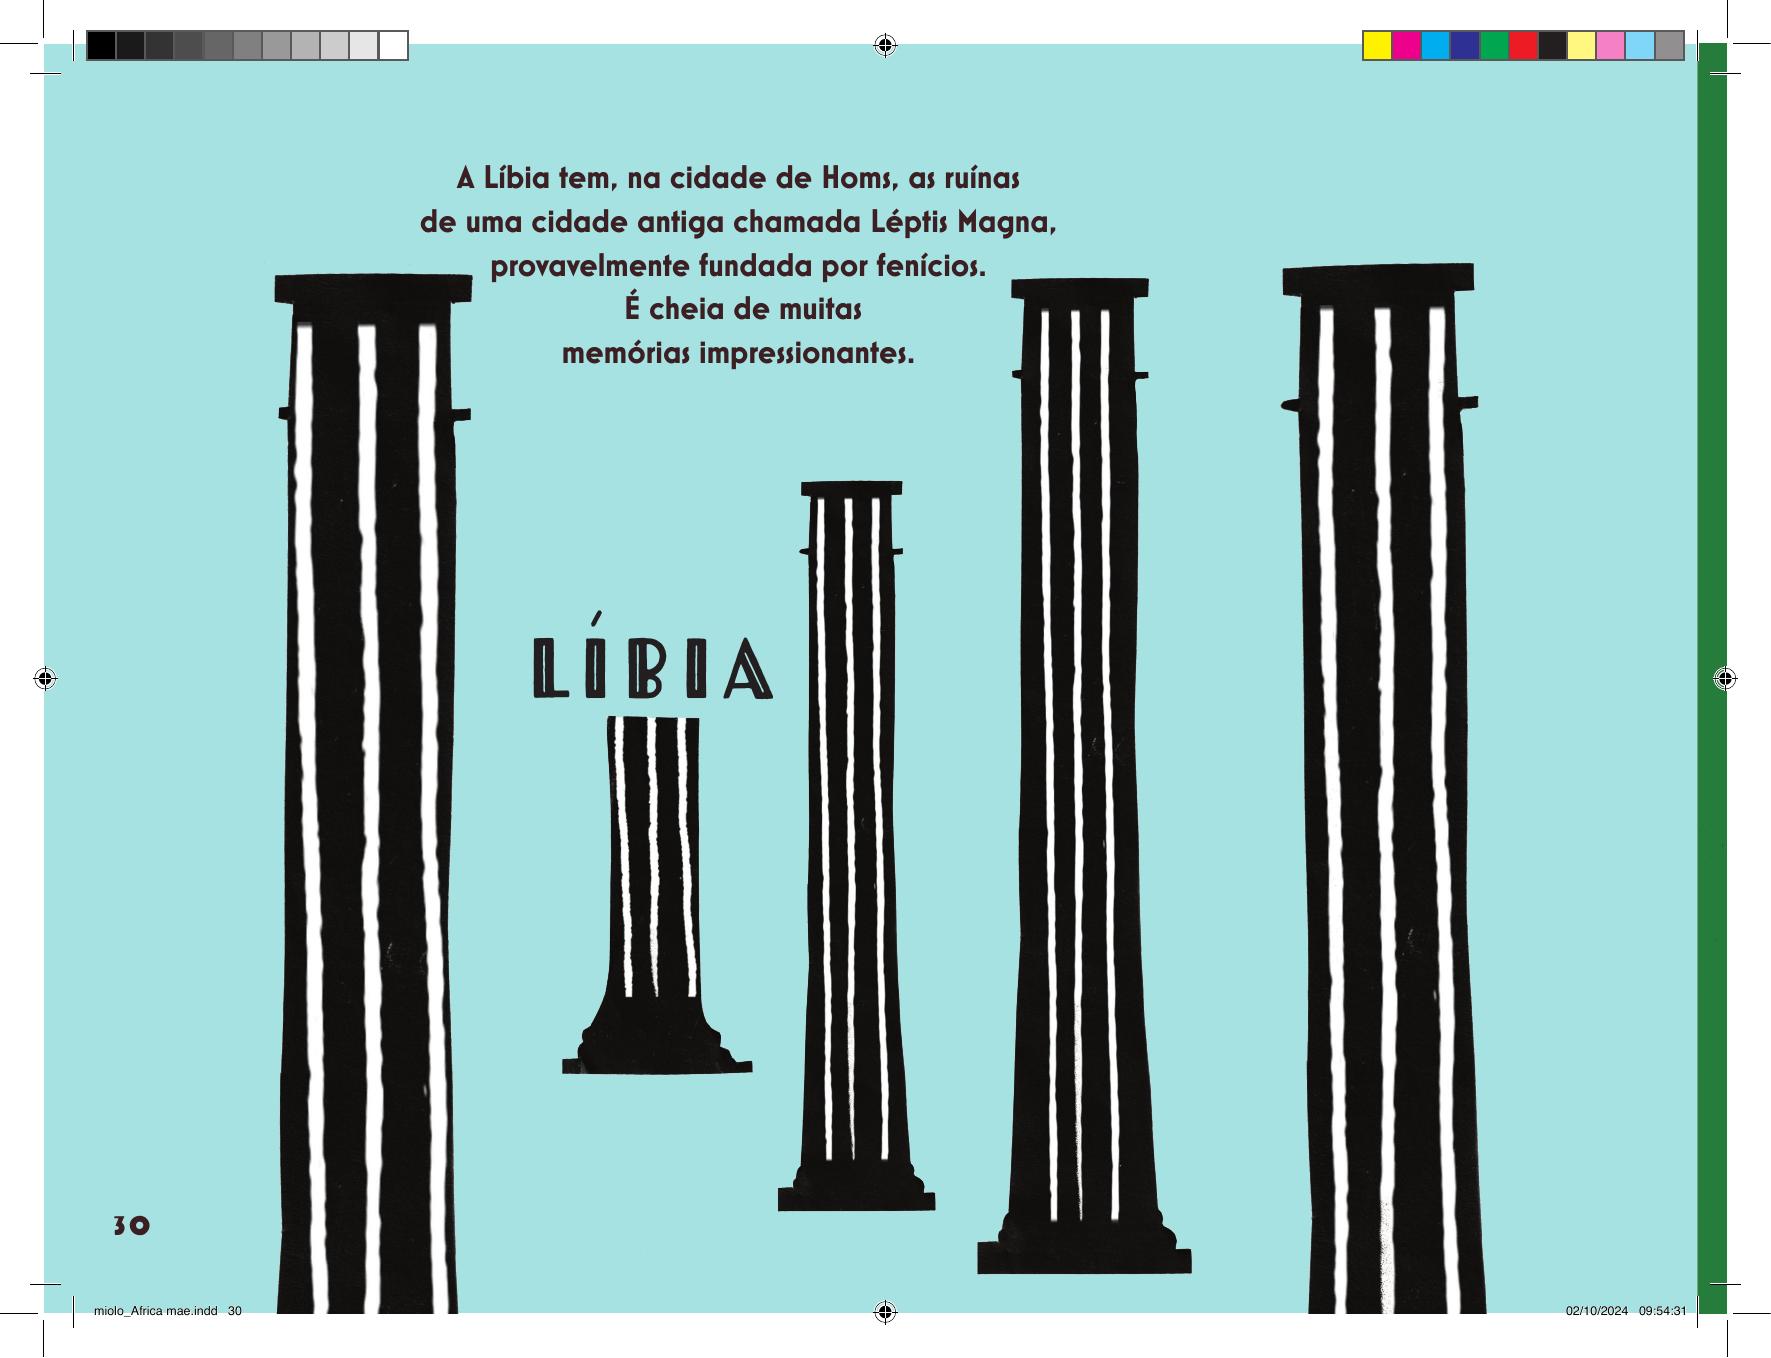 A Líbia tem, na cidade de Homs, as ruínas
de uma cidade antiga chamada Léptis Magna,
provavelmente fundada por fenícios.
É cheia de muitas
memórias impressionantes.
LÍBIA
30
miolo_Africa mae.indd   30
02/10/2024   09:54:31